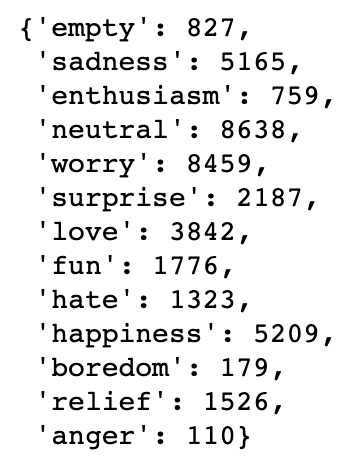 {'empty': 827,
'sadness': 5165,
'enthusiasm': 759,
'neutral': 8638,
'worry': 8459,
'surprise': 2187,
'love': 3842,
'fun': 1776,
'hate': 1323,
'happiness': 5209,
'boredom': 179,
'relief': 1526,
'anger': 110}